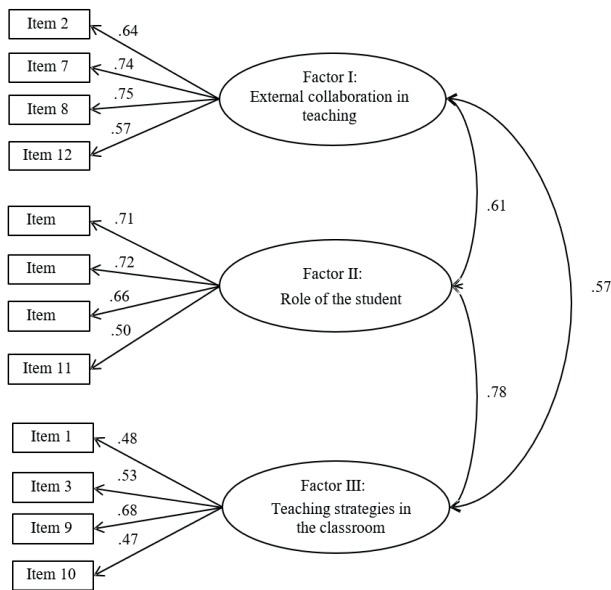 Item 2
.64
Item 7
.74
Item 8
.75
Item 12
.57
Factor I:
External collaboration in
teaching
.61
Item
.71
Item
.72
Item
.66
Item 11
.50
Factor II:
Role of the student
.57
.78
Item 1
.48
Item 3
.53
Item 9
.68
Item 10
.47
Factor III:
Teaching strategies in
the classroom